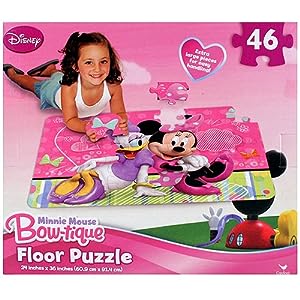 Disney
46
Extra
large pieces
for easy
handling!
Minnie Mouse
Bow-tique
Floor Puzzle
24 inches x 36 inches (60.9 cm x 91.4 cm)
Cardinal